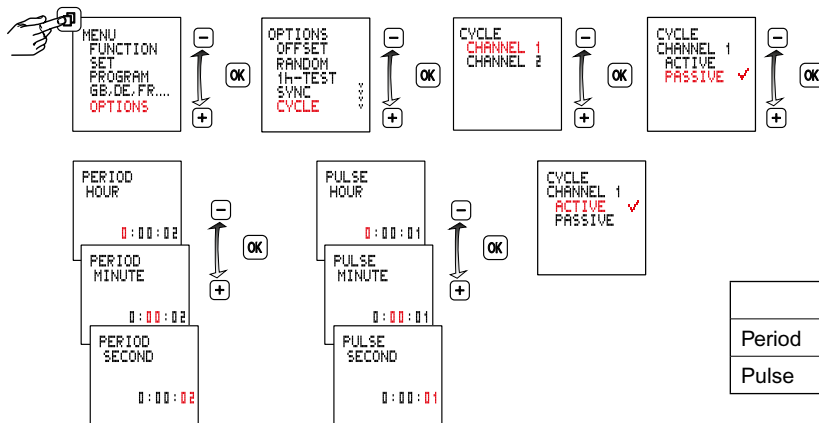 MENU
FUNCTION
SET
PROGRAM
GB,DE,FR....
OPTIONS
−
OK
+
OPTIONS
OFFSET
RANDOM
1h-TEST
SYNC
CYCLE
−
OK
+
CYCLE
CHANNEL 1
CHANNEL 2
−
OK
+
CYCLE
CHANNEL 1
ACTIVE
PASSIVE ✓
−
OK
+
PERIOD
HOUR
0:00:02
PERIOD
MINUTE
0:00:02
PERIOD
SECOND
0:00:02
−
OK
+
PULSE
HOUR
0:00:01
PULSE
MINUTE
0:00:01
PULSE
SECOND
0:00:01
−
OK
+
CYCLE
CHANNEL 1
ACTIVE ✓
PASSIVE
Period
Pulse